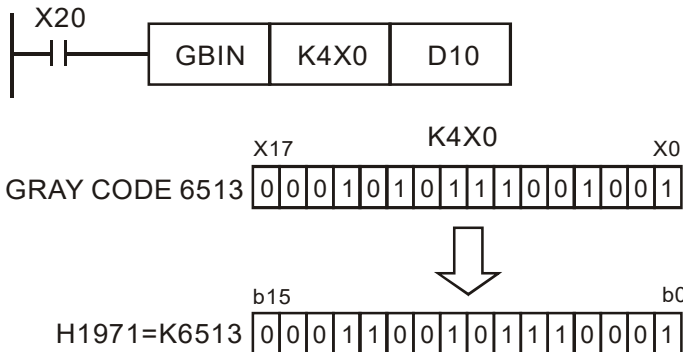 X20
GBIN K4X0 D10
K4X0
X17 X0
GRAY CODE 6513 0 0 0 1 0 1 0 1 1 1 0 0 1 0 0 1
b15 b0
H1971=K6513 0 0 0 1 1 0 0 1 0 1 1 1 0 0 0 1